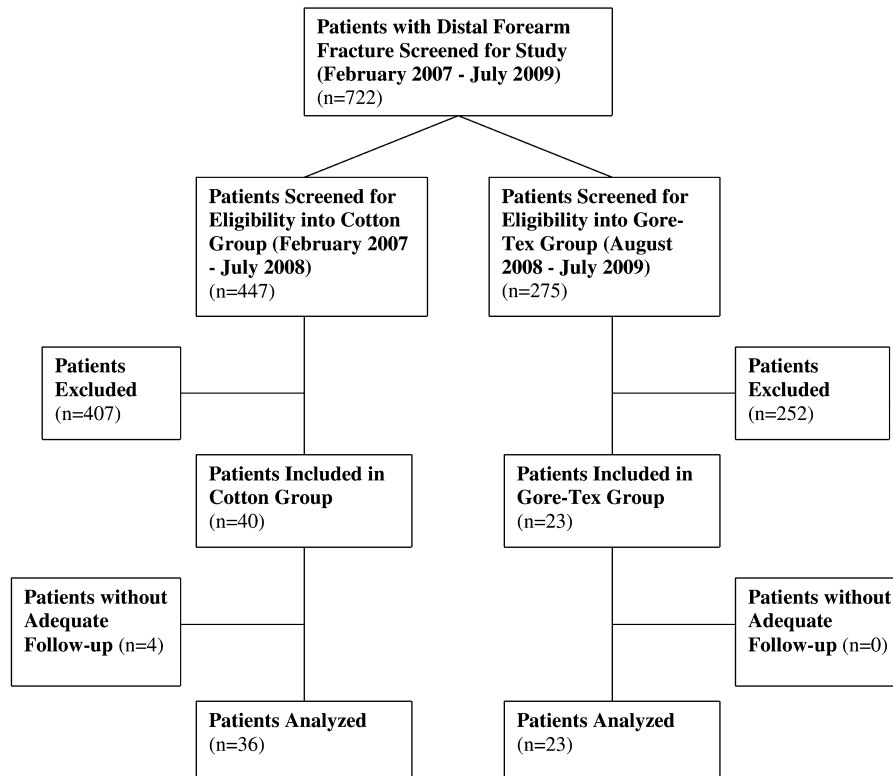 Patients with Distal Forearm
Fracture Screened for Study
(February 2007 - July 2009)
(n=722)
Patients Screened for
Eligibility into Cotton
Group (February 2007
- July 2008)
(n=447)
Patients Screened for
Eligibility into Gore-
Tex Group (August
2008 - July 2009)
(n=275)
Patients
Excluded
(n=407)
Patients
Excluded
(n=252)
Patients Included in
Cotton Group
(n=40)
Patients Included in
Gore-Tex Group
(n=23)
Patients without
Adequate
Follow-up (n=4)
Patients without
Adequate
Follow-up (n=0)
Patients Analyzed
(n=36)
Patients Analyzed
(n=23)